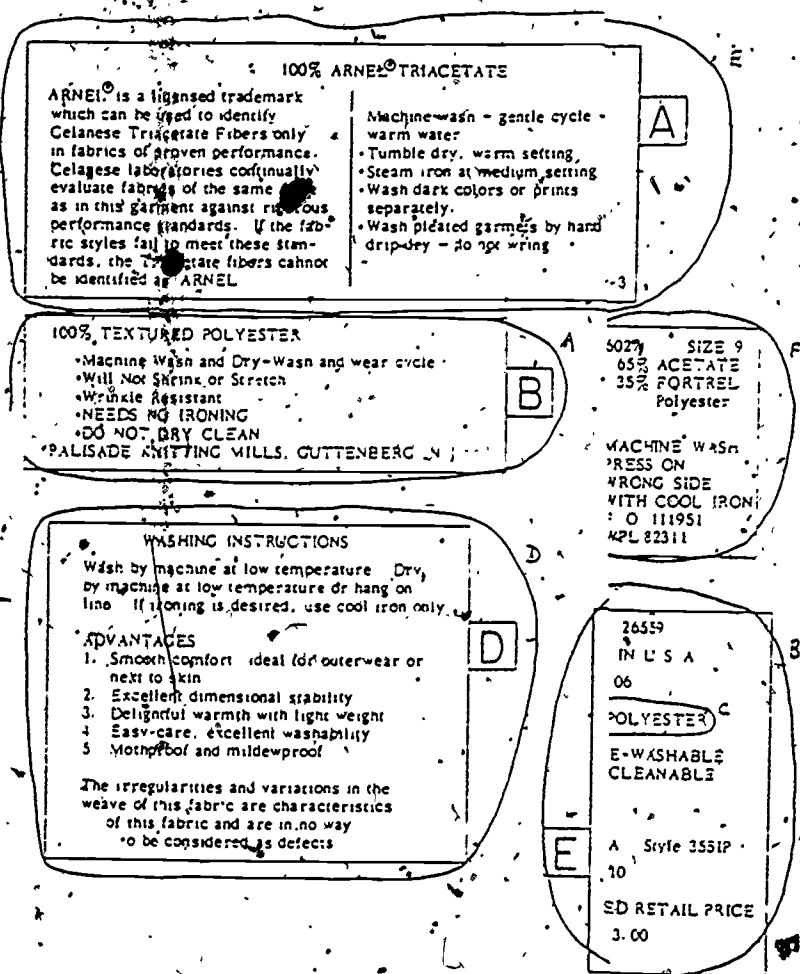 100% ARNEL® TRIACETATE
ARNEL® is a licensed trademark
which can be used to identify
Celanese Triacetate Fibers only
in fabrics of proven performance.
Celanese laboratories continually
evaluate fabrics of the same
as in this garment against rigorous
performance standards. If the fab-
ric styles fail to meet these stan-
dards, the Triacetate fibers cannot
be identified as ARNEL
Machine wash - gentle cycle -
warm water
•Tumble dry, warm setting
•Steam iron at medium setting
•Wash dark colors or prints
separately.
•Wash pleated garmets by hand
drip-dry - do not wring
-3
A
100% TEXTURED POLYESTER
•Machine Wash and Dry-Wash and wear cycle
•Will Not Shrink or Stretch
•Wrinkle Resistant
•NEEDS NO IRONING
•DO NOT DRY CLEAN
PALISADE KNITTING MILLS, GUTTENBERG N J
B
A
5027 SIZE 9
65% ACETATE
35% FORTREL
Polyester
MACHINE WASH
PRESS ON
WRONG SIDE
WITH COOL IRON
O 111951
82311
F
WASHING INSTRUCTIONS
Wash by machine at low temperature Dry
by machine at low temperature or hang on
line If ironing is desired, use cool iron only
ADVANTAGES
1. Smooth comfort ideal for outerwear or
next to skin
2. Excellent dimensional stability
3. Delightful warmth with light weight
4 Easy-care, excellent washability
5 Mothproof and mildewproof
The irregularities and variations in the
weave of this fabric are characteristics
of this fabric and are in no way
to be considered as defects
D
D
26559
IN U S A
06
POLYESTER
C
E-WASHABLE
CLEANABLE
A Style 3551P
10
ED RETAIL PRICE
3.00
E
B